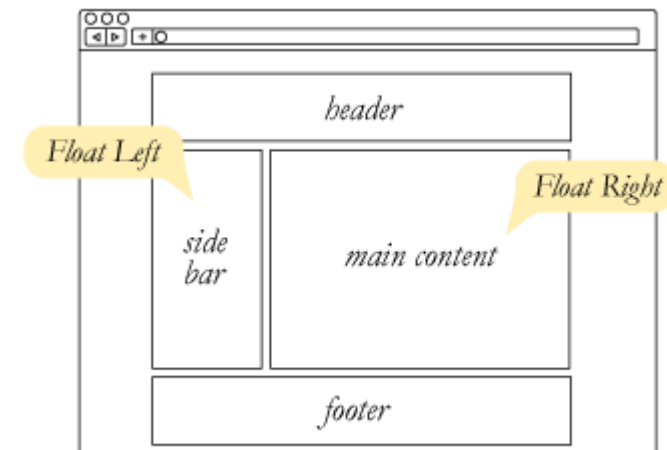 header
Float Left
Float Right
side
bar
main content
footer